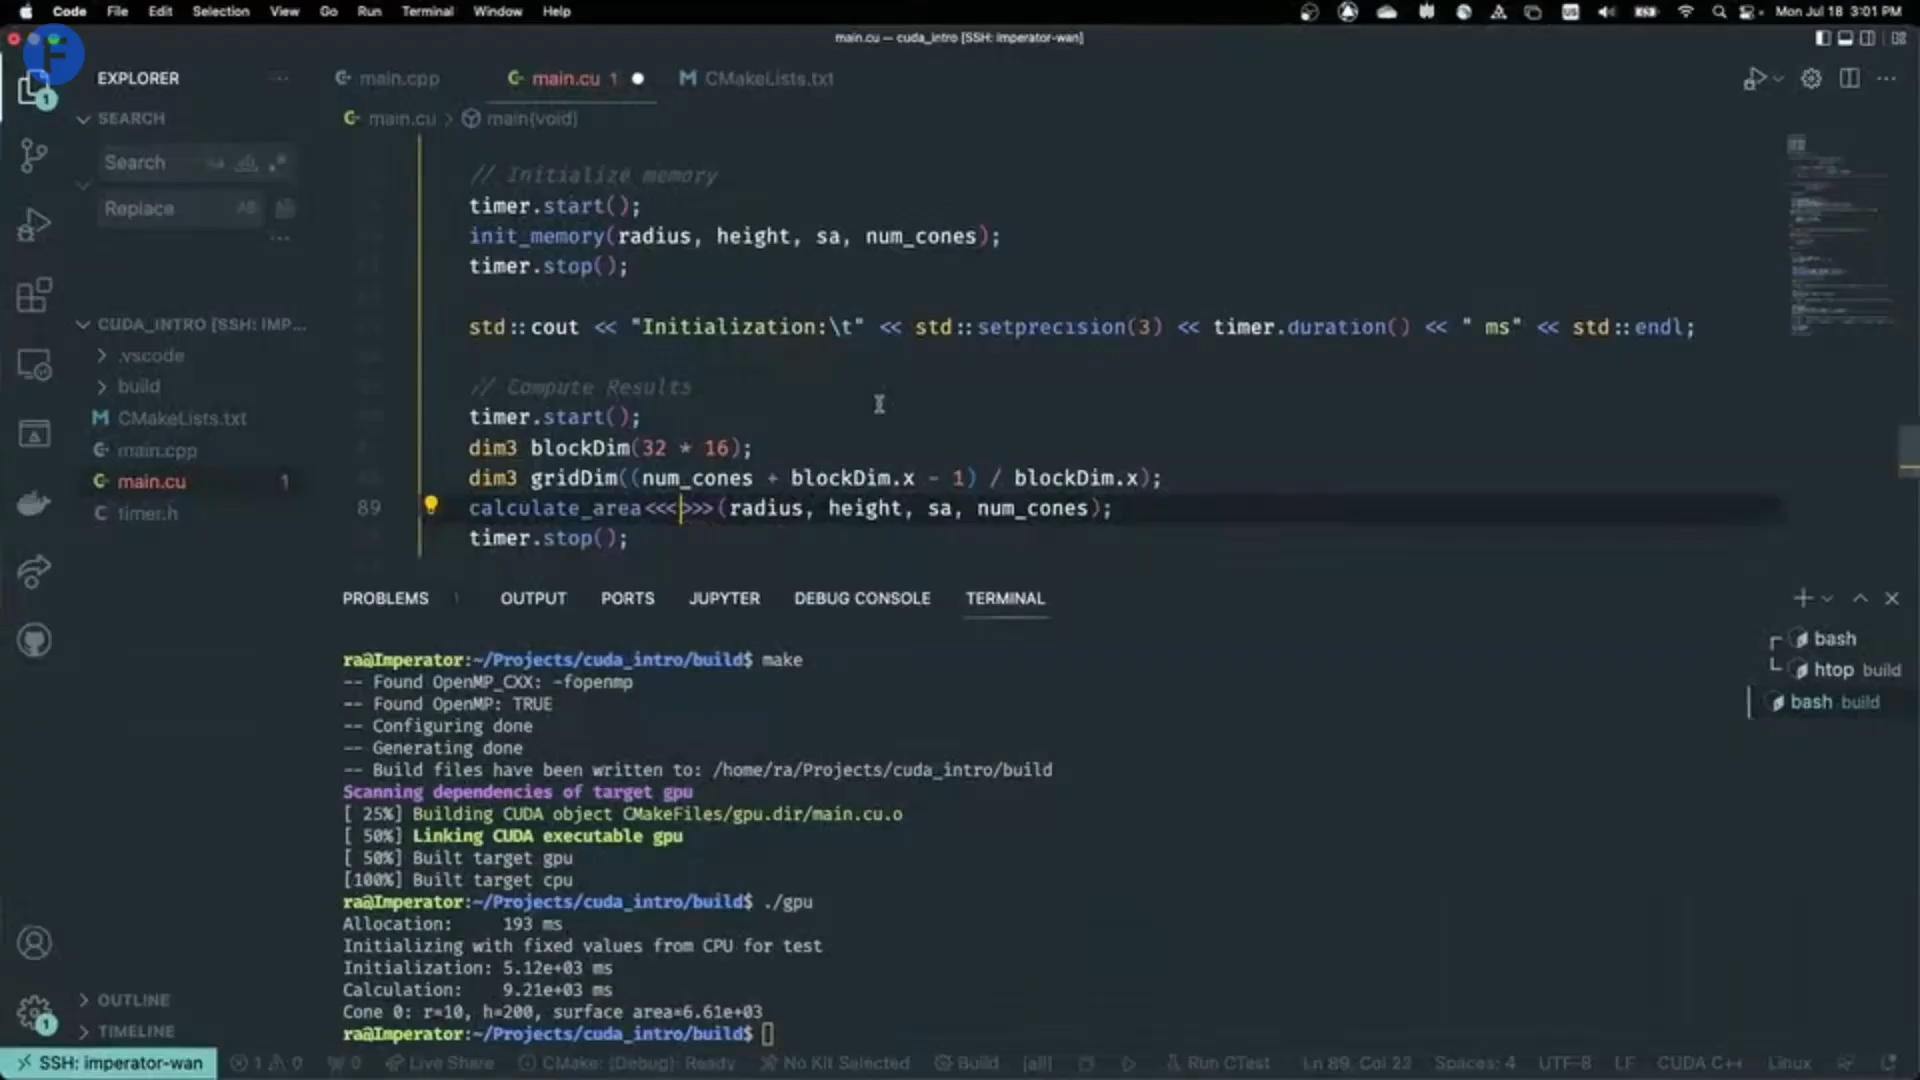 Code File Edit Selection View Go Run Terminal Window Help Mon Jul 18 3:01 PM
main.cu — cuda_intro [SSH: imperator-wan]
EXPLORER
main.cpp
main.cu 1
CMakeLists.txt
SEARCH
main.cu > main(void)
Search
Replace AB
// Initialize memory
timer.start();
init_memory(radius, height, sa, num_cones);
timer.stop();
std::cout << "Initialization:\t" << std::setprecision(3) << timer.duration() << " ms" << std::endl;
// Compute Results
timer.start();
dim3 blockDim(32 * 16);
dim3 gridDim((num_cones + blockDim.x - 1) / blockDim.x);
89 calculate_area<<<>>>(radius, height, sa, num_cones);
timer.stop();
CUDA_INTRO [SSH: IMP...
.vscode
build
CMakeLists.txt
main.cpp
main.cu 1
timer.h
PROBLEMS 1 OUTPUT PORTS JUPYTER DEBUG CONSOLE TERMINAL
ra@Imperator:~/Projects/cuda_intro/build$ make
-- Found OpenMP_CXX: -fopenmp
-- Found OpenMP: TRUE
-- Configuring done
-- Generating done
-- Build files have been written to: /home/ra/Projects/cuda_intro/build
Scanning dependencies of target gpu
[ 25%] Building CUDA object CMakeFiles/gpu.dir/main.cu.o
[ 50%] Linking CUDA executable gpu
[ 50%] Built target gpu
[100%] Built target cpu
ra@Imperator:~/Projects/cuda_intro/build$ ./gpu
Allocation: 193 ms
Initializing with fixed values from CPU for test
Initialization: 5.12e+03 ms
Calculation: 9.21e+03 ms
Cone 0: r=10, h=200, surface area=6.61e+03
ra@Imperator:~/Projects/cuda_intro/build$
bash
htop build
bash build
OUTLINE
TIMELINE
SSH: imperator-wan 1 0 0 Live Share CMake: [Debug]: Ready No Kit Selected Build [all] Run CTest Ln 89, Col 23 Spaces: 4 UTF-8 LF CUDA C++ Linux